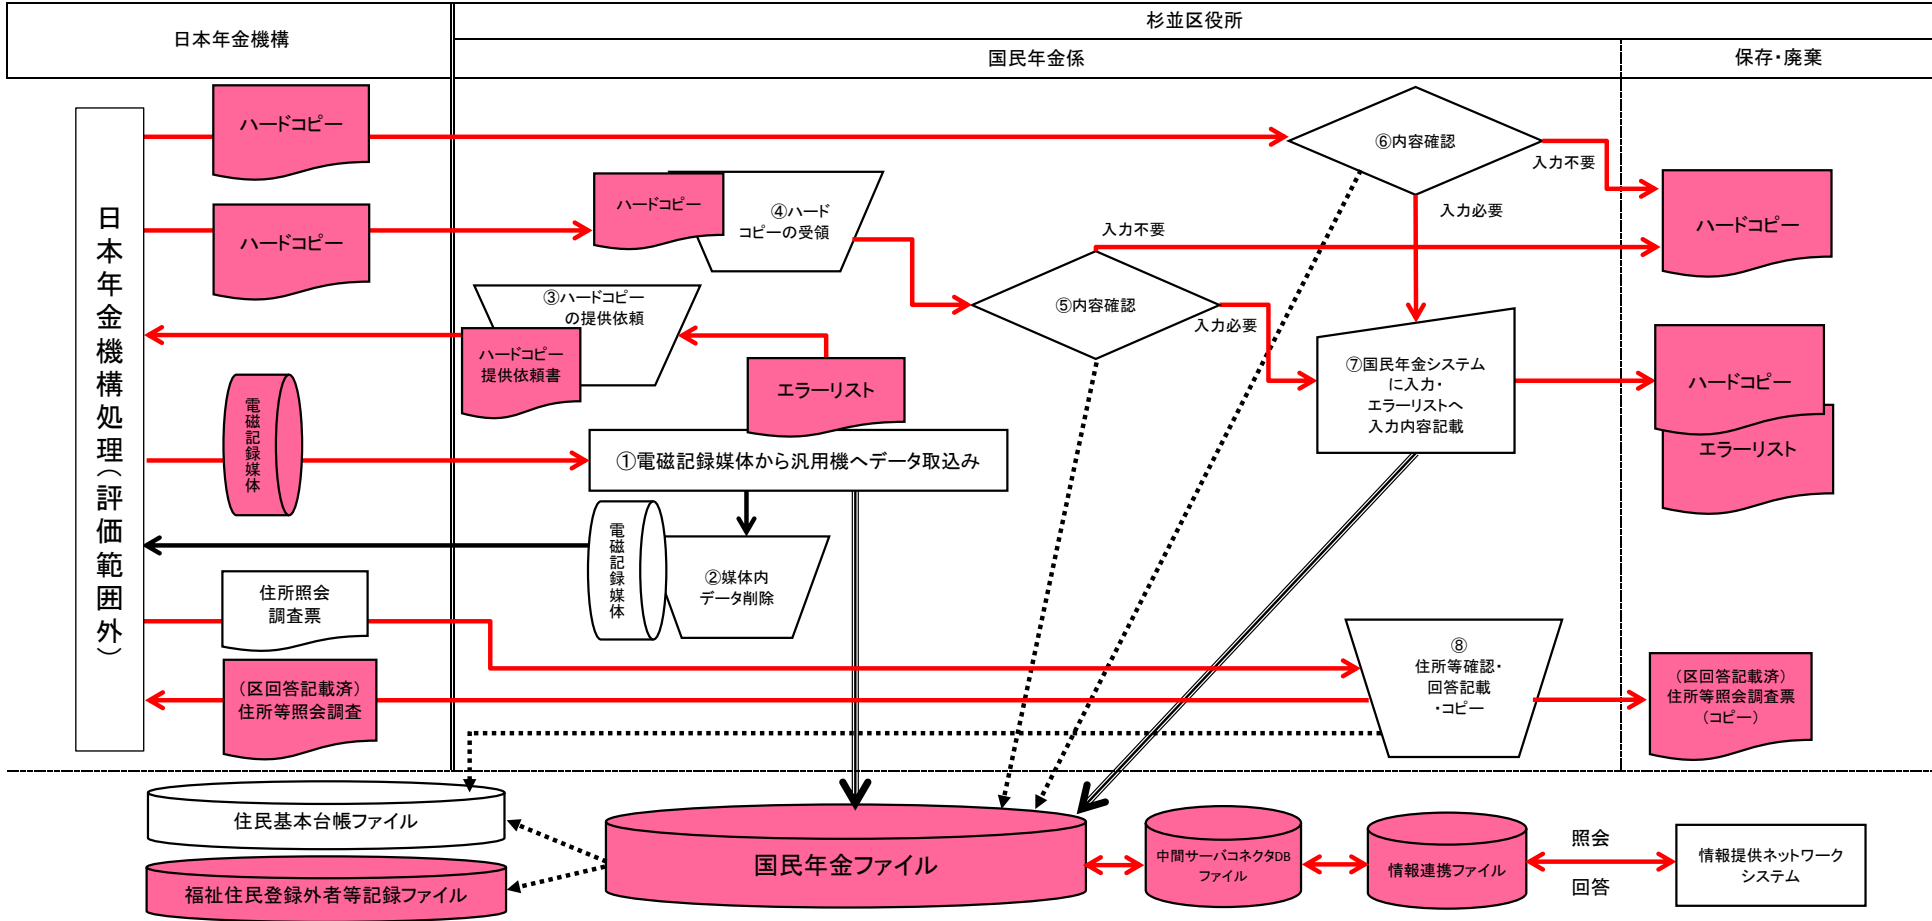 杉並区役所
日本年金機構
国民年金係
保存・廃棄
日本年金機構処理(評価範囲外)
ハードコピー
⑥内容確認
入力不要
入力必要
ハードコピー
ハードコピー
ハードコピー
④ハード
コピーの受領
入力不要
⑤内容確認
入力必要
③ハードコピー
の提供依頼
ハードコピー
提供依頼書
エラーリスト
⑦国民年金システム
に入力・
エラーリストへ
入力内容記載
ハードコピー
エラーリスト
電磁記録媒体
①電磁記録媒体から汎用機へデータ取込み
電磁記録媒体
②媒体内
データ削除
住所照会
調査票
⑧
住所等確認・
回答記載
・コピー
(区回答記載済)
住所等照会調査
(区回答記載済)
住所等照会調査票
(コピー)
住民基本台帳ファイル
福祉住民登録外者等記録ファイル
国民年金ファイル
中間サーバコネクタDB
ファイル
情報連携ファイル
照会
回答
情報提供ネットワーク
システム